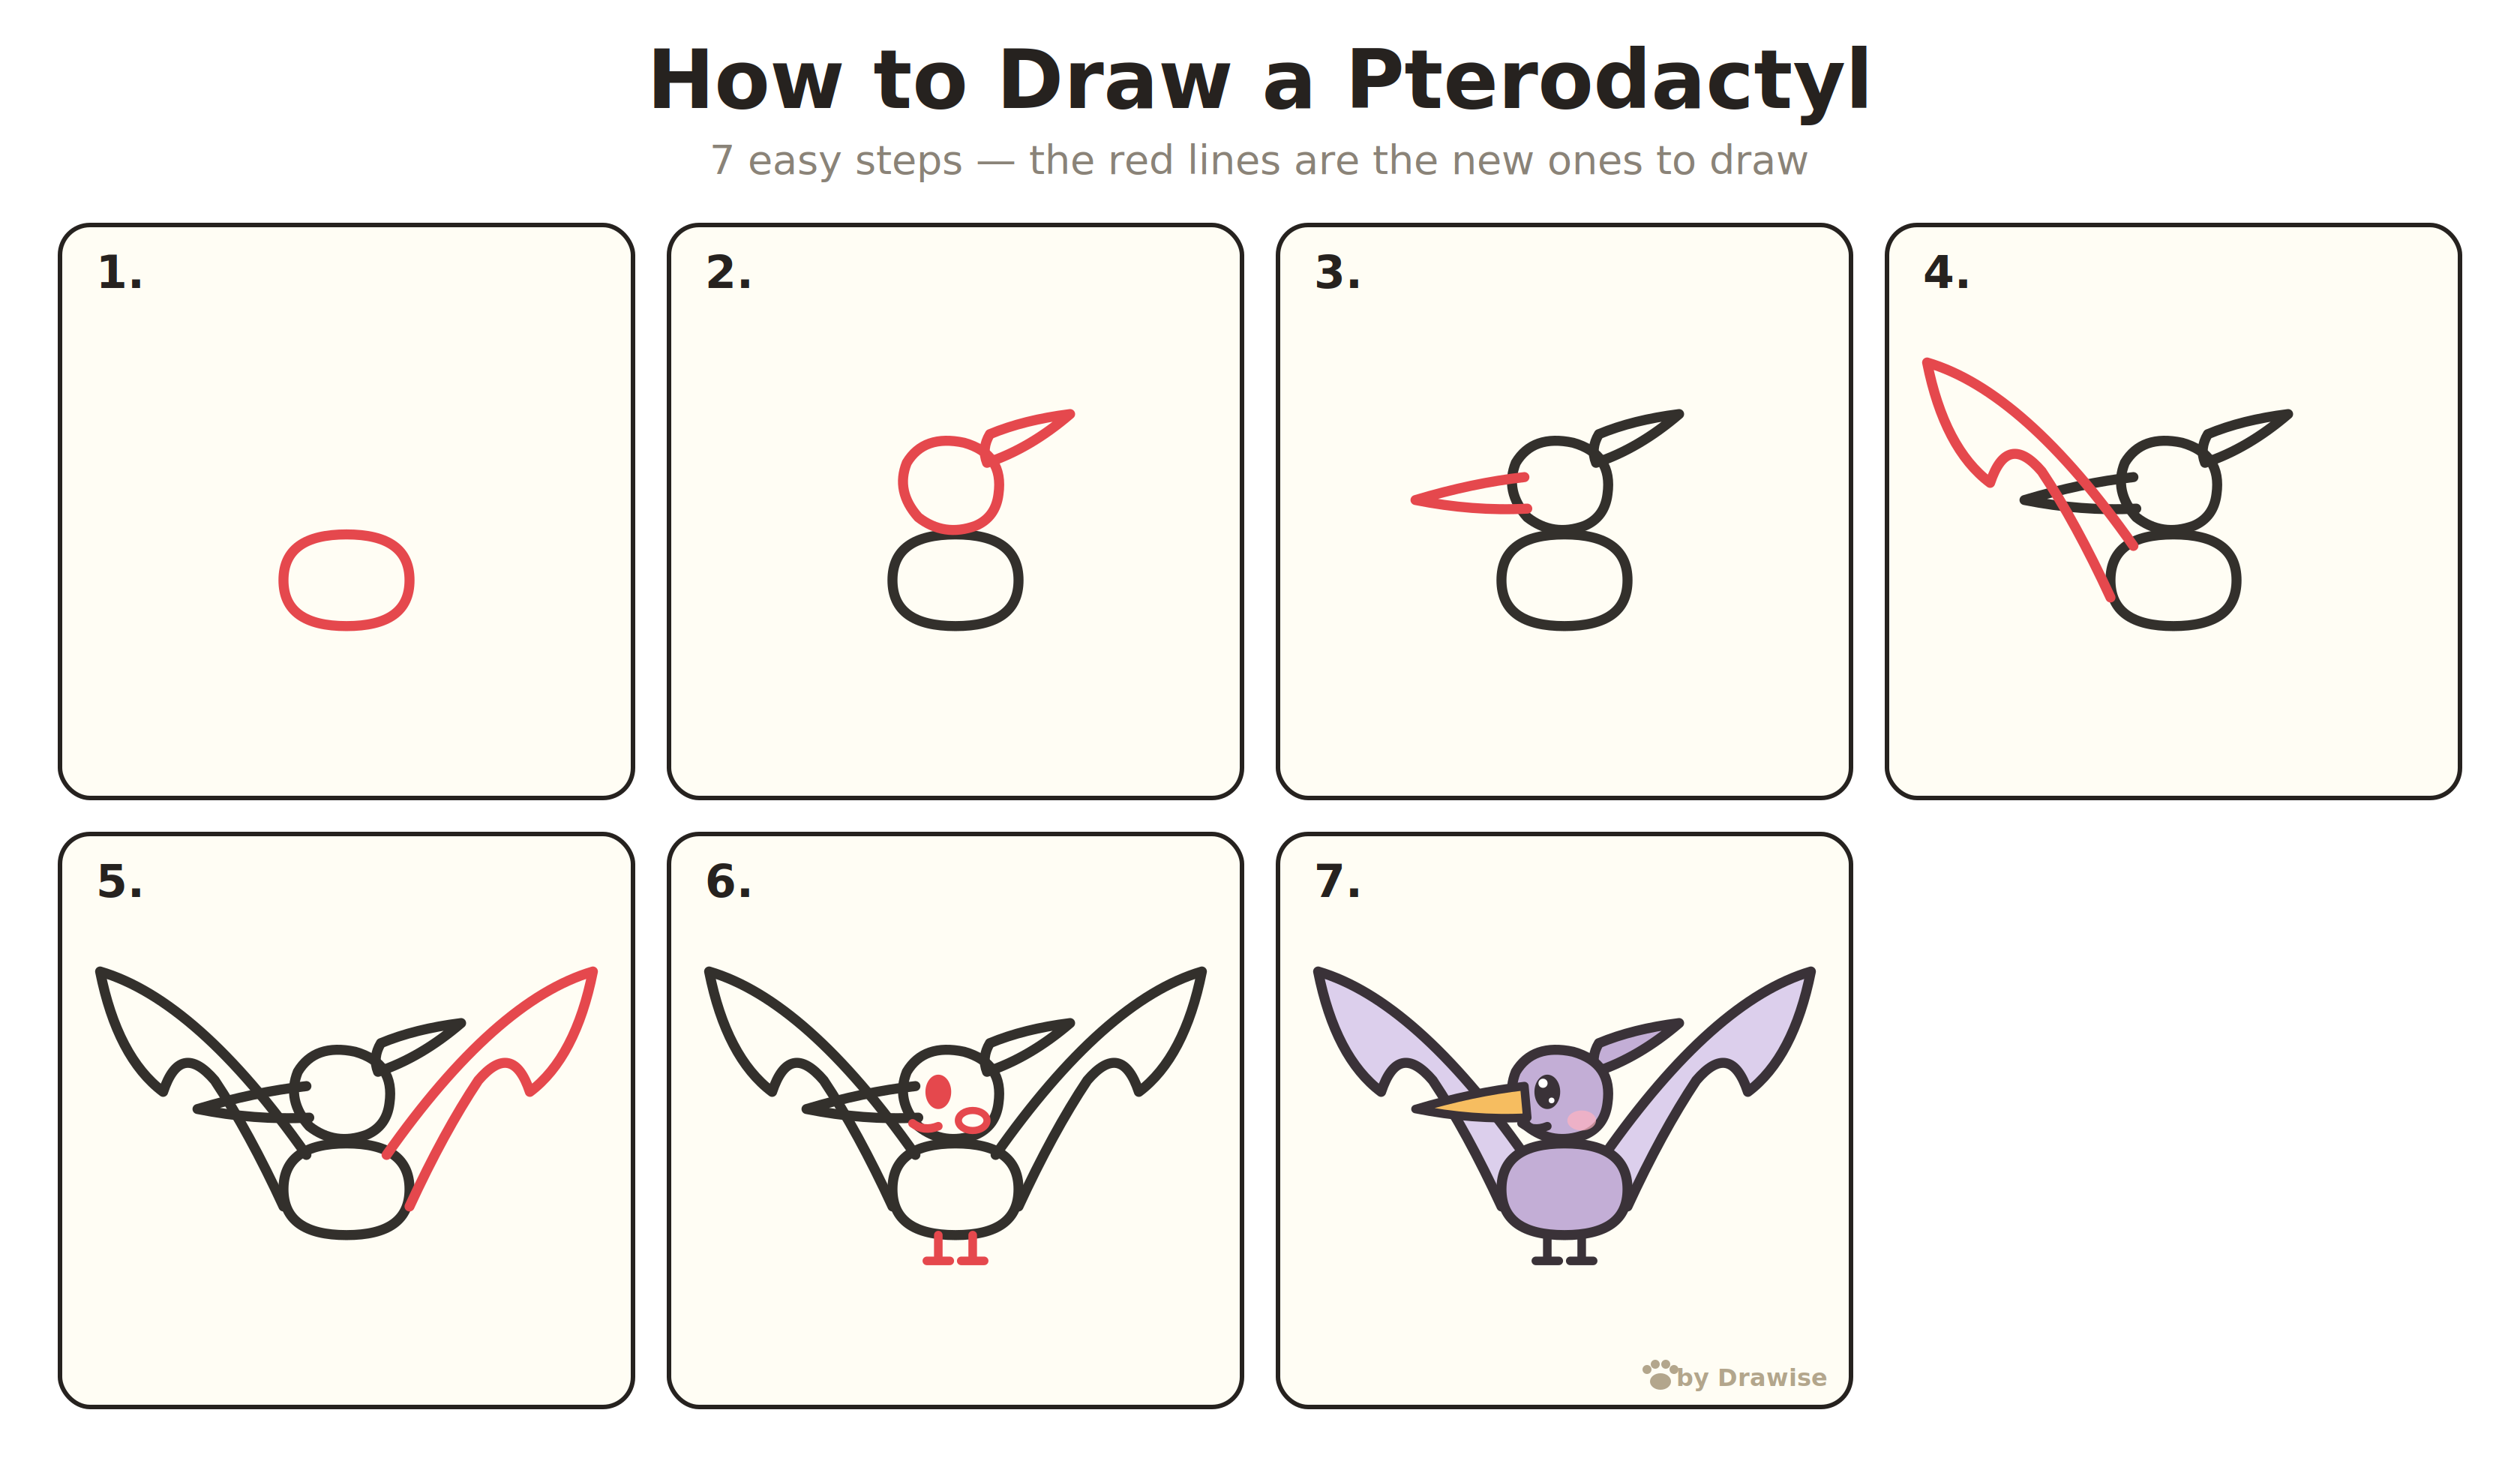 How to Draw a Pterodactyl
7 easy steps — the red lines are the new ones to draw
1.
2.
3.
4.
5.
6.
7.
by Drawise